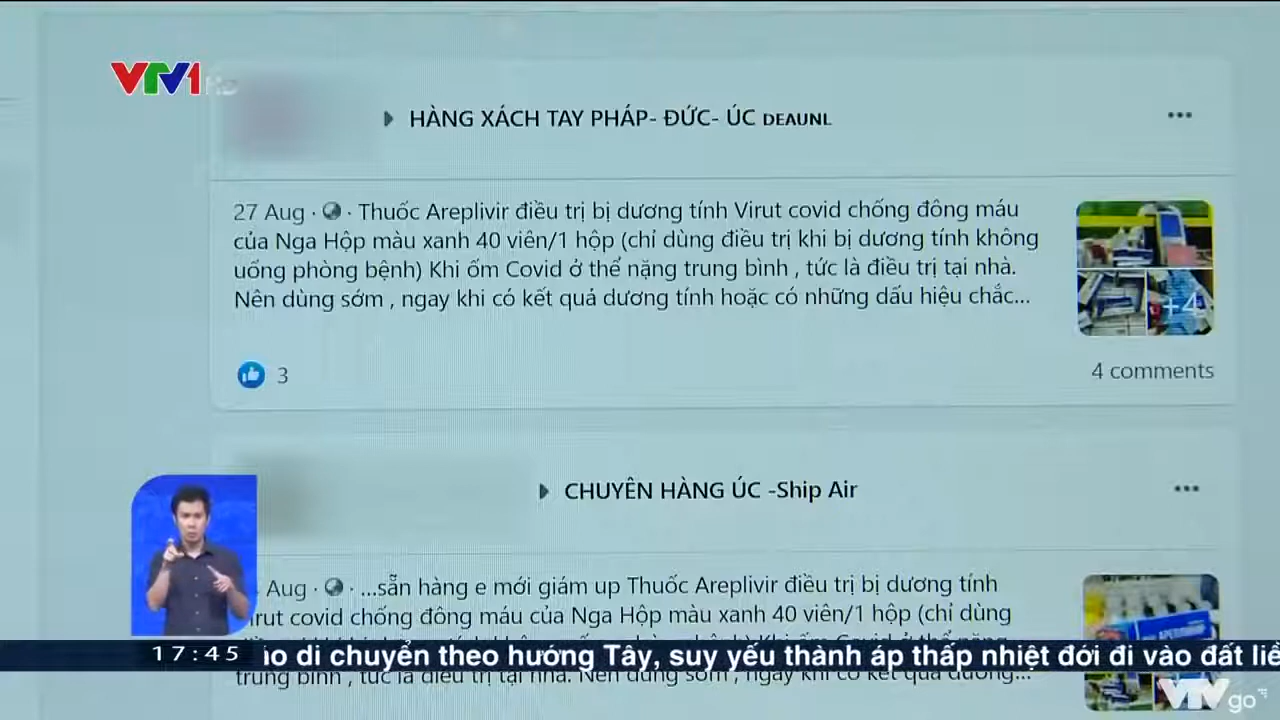 VTV1 HD
HÀNG XÁCH TAY PHÁP- ĐỨC- ÚC DEAUNL
27 Aug · Thuốc Areplivir điều trị bị dương tính Virut covid chống đông máu
của Nga Hộp màu xanh 40 viên/1 hộp (chỉ dùng điều trị khi bị dương tính không
uống phòng bệnh) Khi ốm Covid ở thể nặng trung bình , tức là điều trị tại nhà.
Nên dùng sớm , ngay khi có kết quả dương tính hoặc có những dấu hiệu chắc...
+4
3
4 comments
CHUYÊN HÀNG ÚC -Ship Air
Aug · ...sẵn hàng e mới giám up Thuốc Areplivir điều trị bị dương tính
irut covid chống đông máu của Nga Hộp màu xanh 40 viên/1 hộp (chỉ dùng
17:45 ão di chuyển theo hướng Tây, suy yếu thành áp thấp nhiệt đới đi vào đất liề
trung bình , tức là điều trị tại nhà. Nên dùng sớm , ngay khi có kết quả dương...
VTVgo